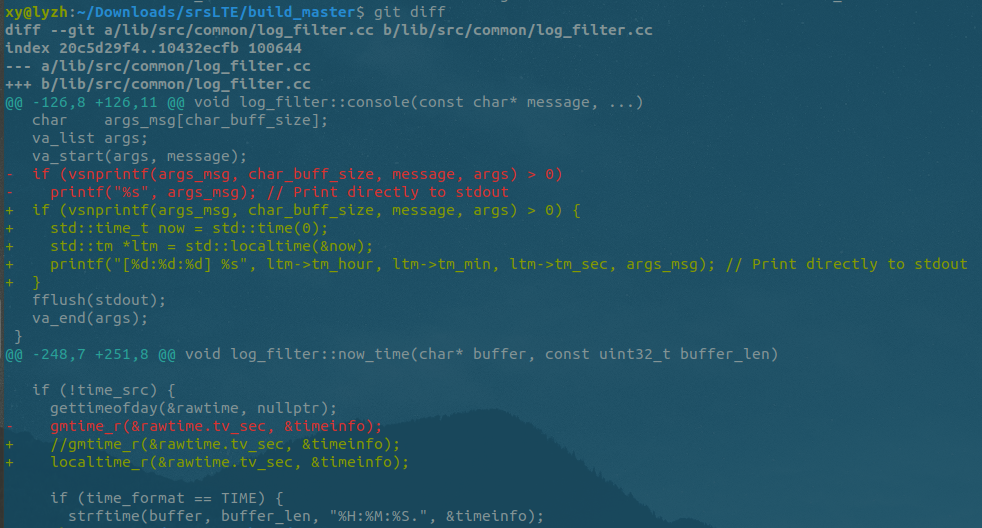 xy@lyzh:~/Downloads/srsLTE/build_master$ git diff
diff --git a/lib/src/common/log_filter.cc b/lib/src/common/log_filter.cc
index 20c5d29f4..10432ecfb 100644
--- a/lib/src/common/log_filter.cc
+++ b/lib/src/common/log_filter.cc
@@ -126,8 +126,11 @@ void log_filter::console(const char* message, ...)
   char    args_msg[char_buff_size];
   va_list args;
   va_start(args, message);
-  if (vsnprintf(args_msg, char_buff_size, message, args) > 0)
-    printf("%s", args_msg); // Print directly to stdout
+  if (vsnprintf(args_msg, char_buff_size, message, args) > 0) {
+    std::time_t now = std::time(0);
+    std::tm *ltm = std::localtime(&now);
+    printf("[%d:%d:%d] %s", ltm->tm_hour, ltm->tm_min, ltm->tm_sec, args_msg); // Print directly to stdout
+  }
   fflush(stdout);
   va_end(args);
 }
@@ -248,7 +251,8 @@ void log_filter::now_time(char* buffer, const uint32_t buffer_len)

   if (!time_src) {
     gettimeofday(&rawtime, nullptr);
-    gmtime_r(&rawtime.tv_sec, &timeinfo);
+    //gmtime_r(&rawtime.tv_sec, &timeinfo);
+    localtime_r(&rawtime.tv_sec, &timeinfo);

     if (time_format == TIME) {
       strftime(buffer, buffer_len, "%H:%M:%S.", &timeinfo);